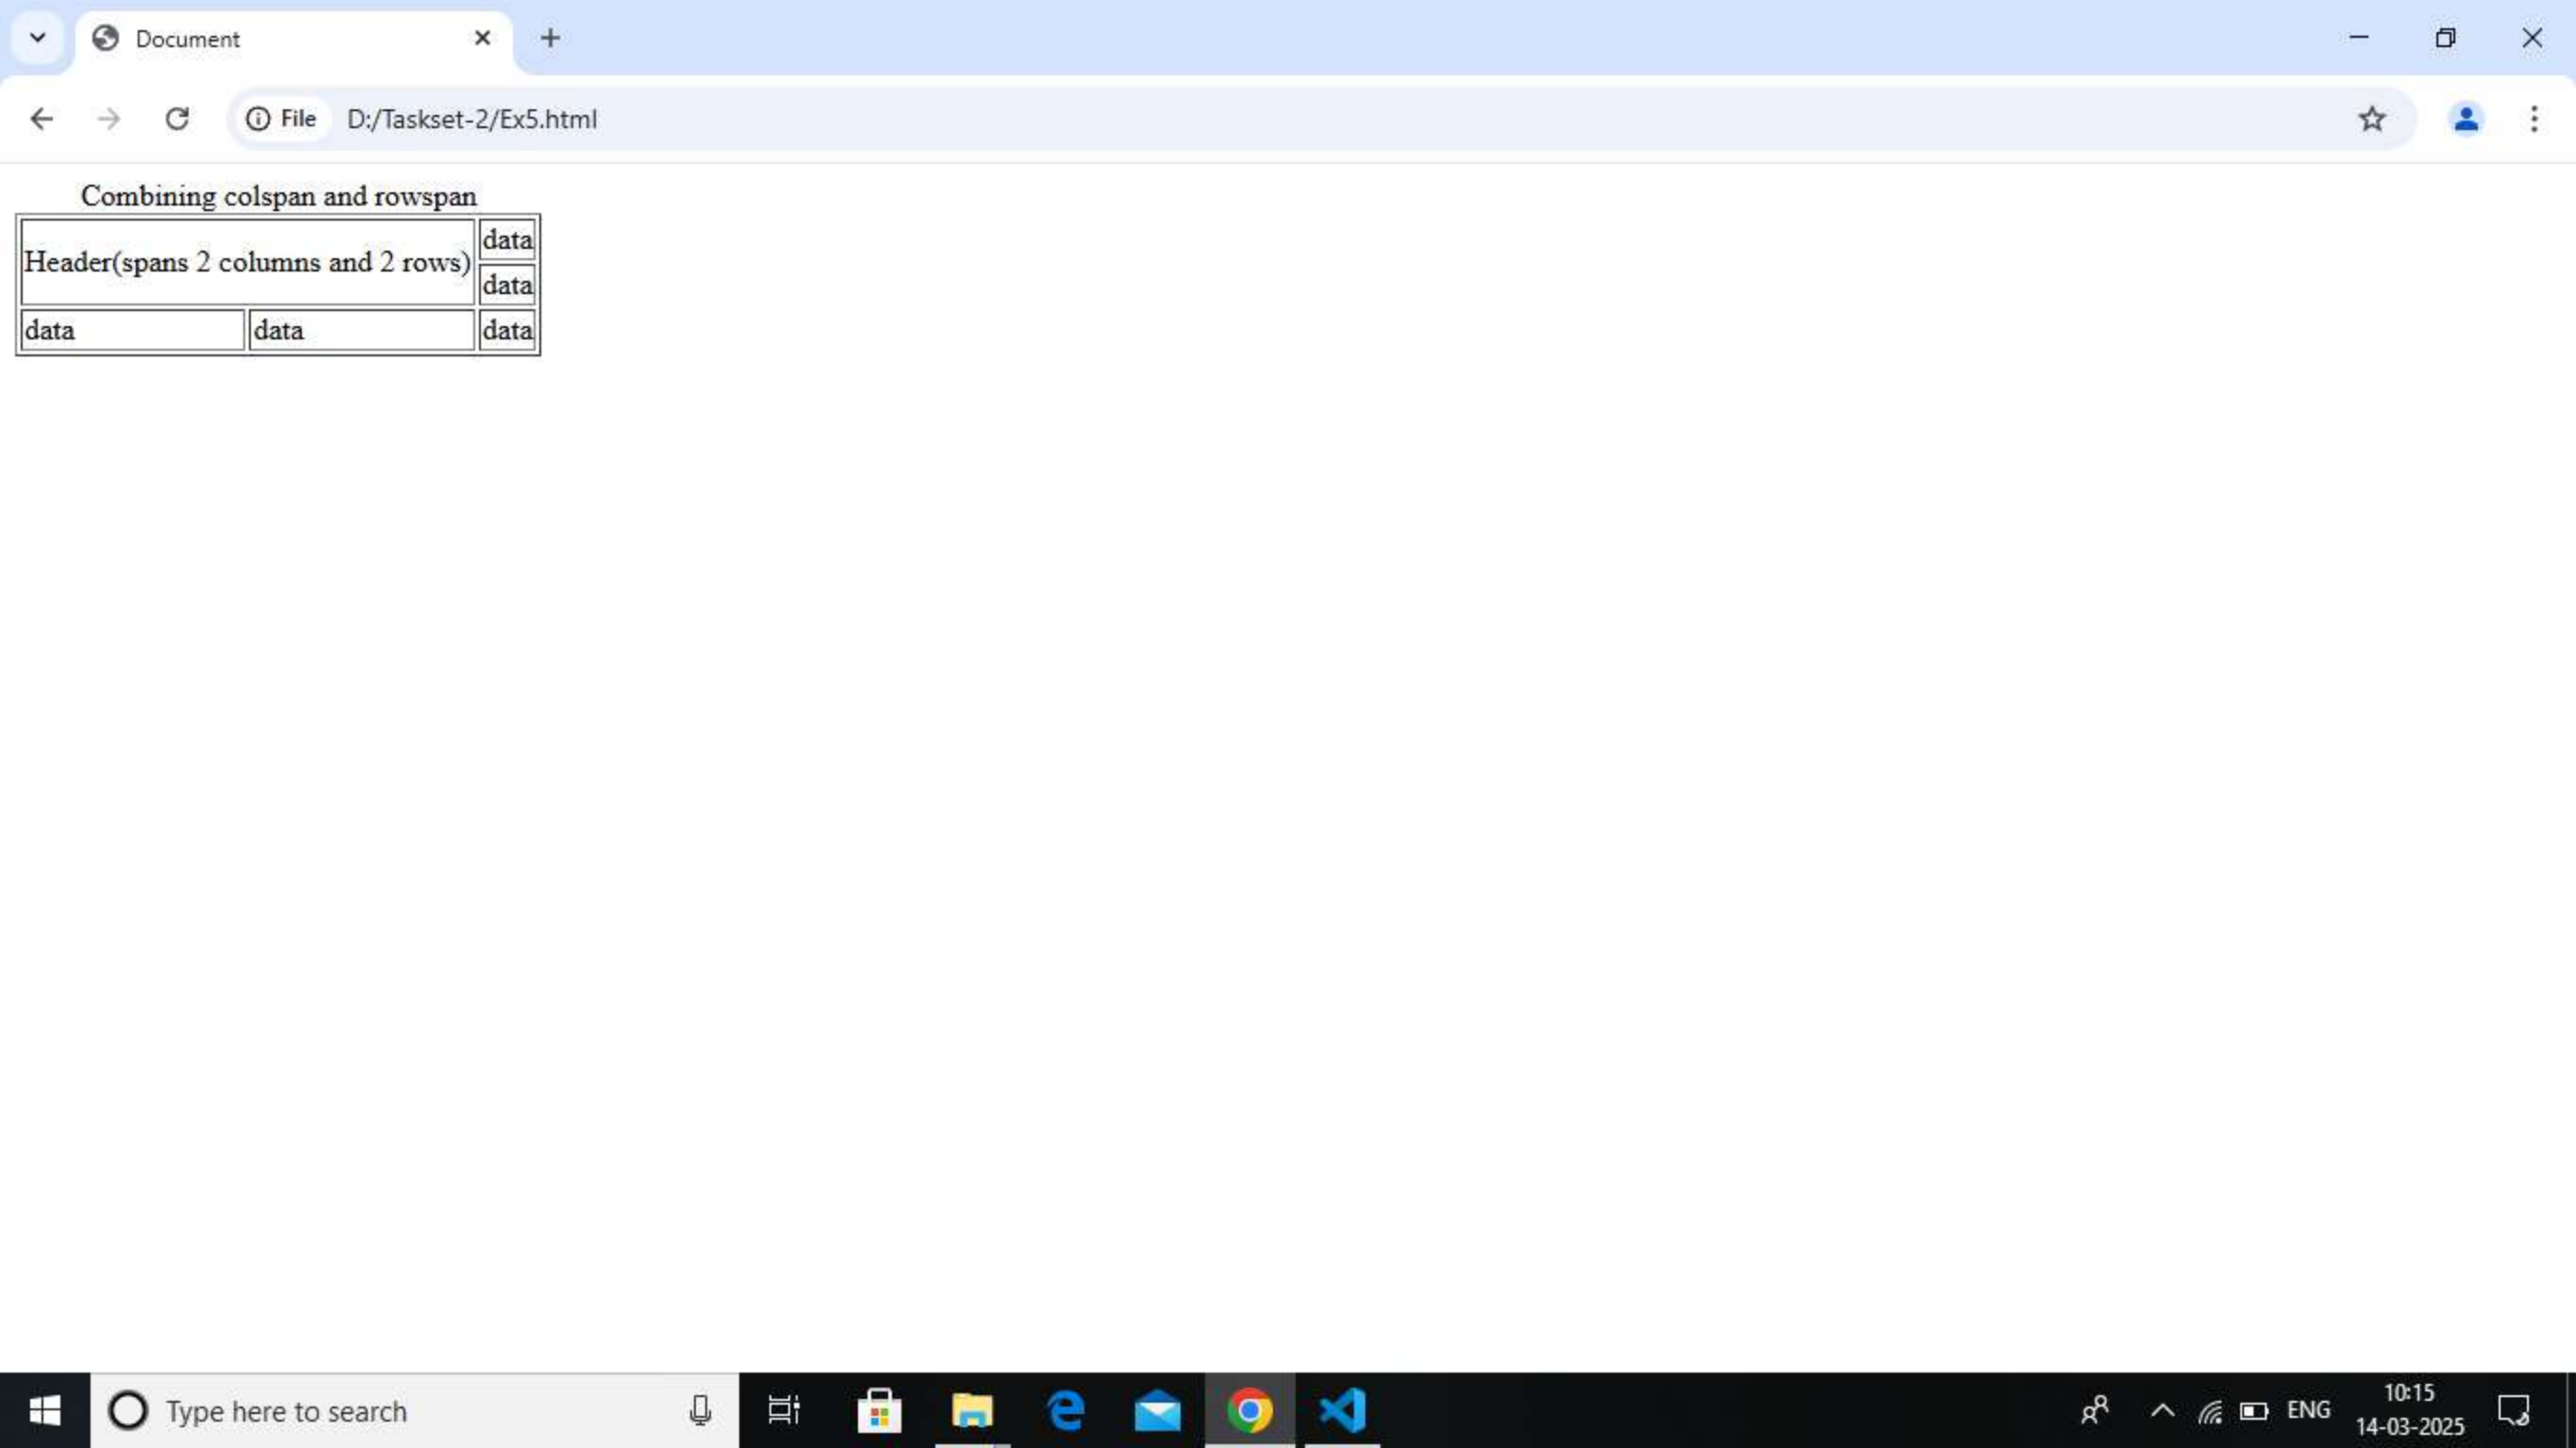 Document
File D:/Taskset-2/Ex5.html
Combining colspan and rowspan
Header(spans 2 columns and 2 rows) data
data
data data data
Type here to search
ENG
10:15
14-03-2025